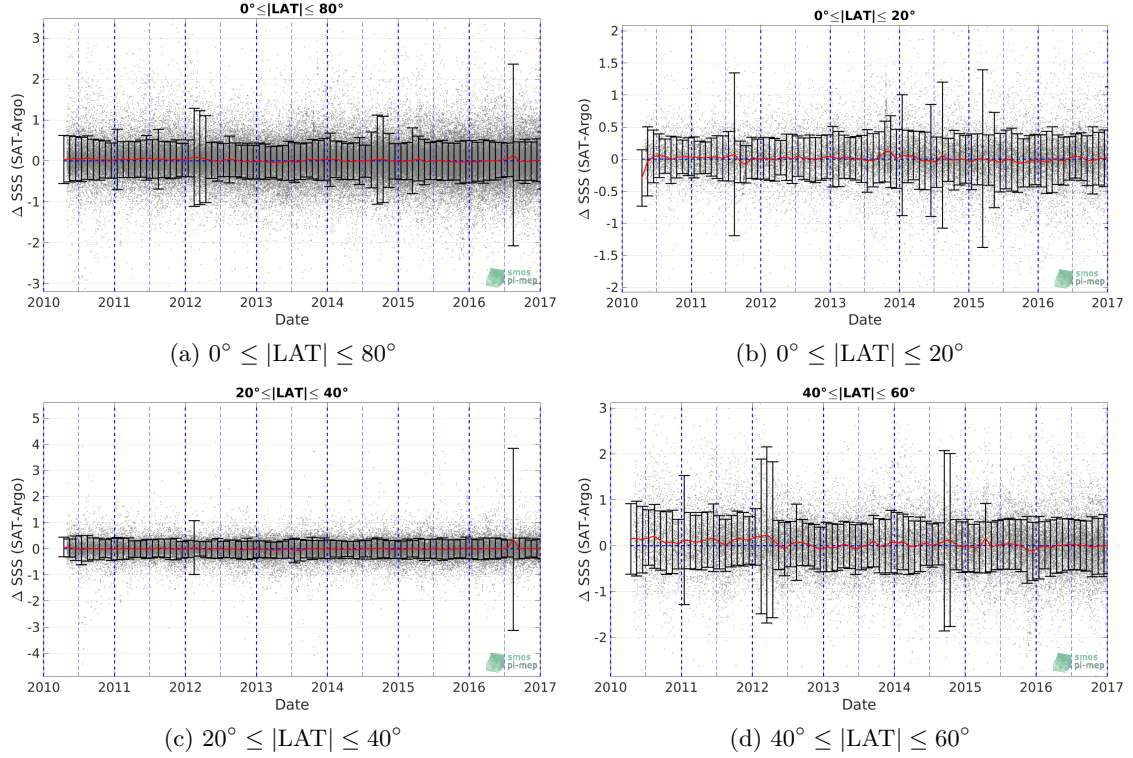 0°≤|LAT|≤ 80°
Δ SSS (SAT-Argo)
3
2
1
0
-1
-2
-3
2010 2011 2012 2013 2014 2015 2016 2017
Date
smos
pi-mep
(a) 0° ≤ |LAT| ≤ 80°
0°≤|LAT|≤ 20°
Δ SSS (SAT-Argo)
2
1.5
1
0.5
0
-0.5
-1
-1.5
-2
2010 2011 2012 2013 2014 2015 2016 2017
Date
smos
pi-mep
(b) 0° ≤ |LAT| ≤ 20°
20°≤|LAT|≤ 40°
Δ SSS (SAT-Argo)
5
4
3
2
1
0
-1
-2
-3
-4
2010 2011 2012 2013 2014 2015 2016 2017
Date
smos
pi-mep
(c) 20° ≤ |LAT| ≤ 40°
40°≤|LAT|≤ 60°
Δ SSS (SAT-Argo)
3
2
1
0
-1
-2
2010 2011 2012 2013 2014 2015 2016 2017
Date
smos
pi-mep
(d) 40° ≤ |LAT| ≤ 60°